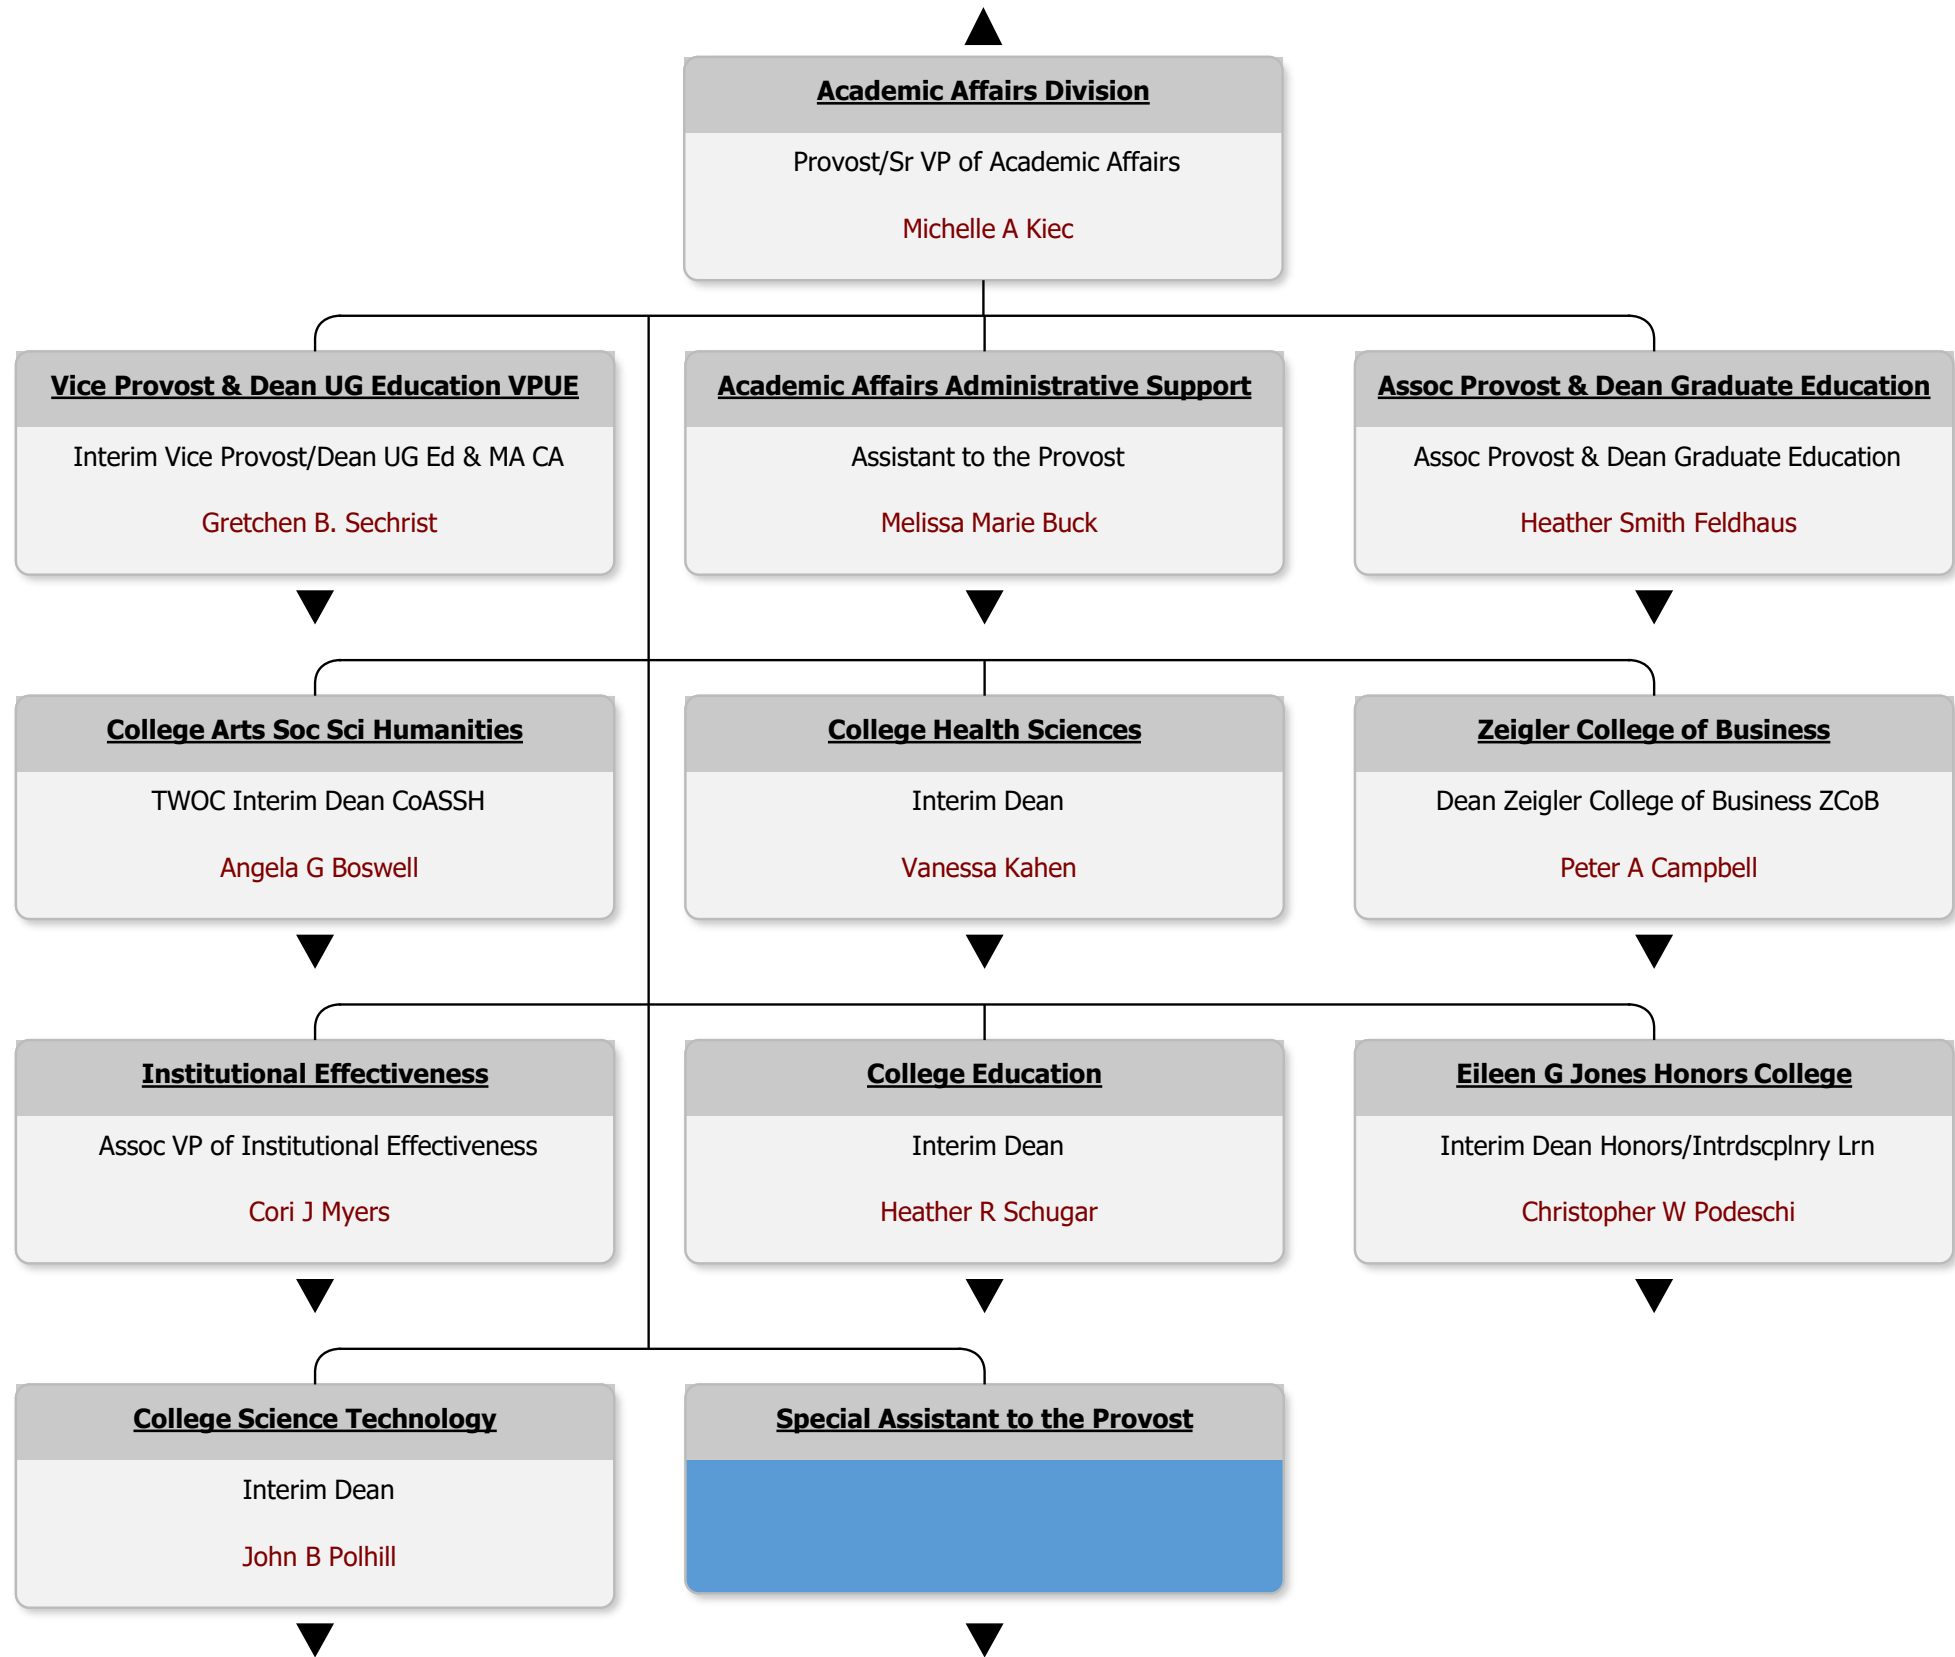 Academic Affairs Division
Provost/Sr VP of Academic Affairs
Michelle A Kiec
Vice Provost & Dean UG Education VPUE
Interim Vice Provost/Dean UG Ed & MA CA
Gretchen B. Sechrist
Academic Affairs Administrative Support
Assistant to the Provost
Melissa Marie Buck
Assoc Provost & Dean Graduate Education
Assoc Provost & Dean Graduate Education
Heather Smith Feldhaus
College Arts Soc Sci Humanities
TWOC Interim Dean CoASSH
Angela G Boswell
College Health Sciences
Interim Dean
Vanessa Kahen
Zeigler College of Business
Dean Zeigler College of Business ZCoB
Peter A Campbell
Institutional Effectiveness
Assoc VP of Institutional Effectiveness
Cori J Myers
College Education
Interim Dean
Heather R Schugar
Eileen G Jones Honors College
Interim Dean Honors/Intrdscplnry Lrn
Christopher W Podeschi
College Science Technology
Interim Dean
John B Polhill
Special Assistant to the Provost